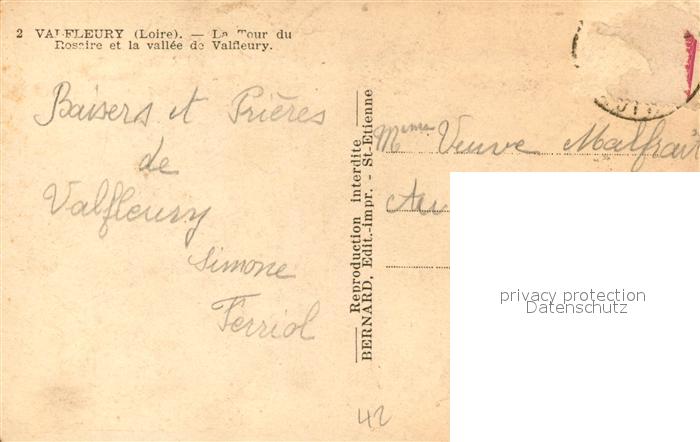 2 VALFLEURY (Loire). — La Tour du
Rosaire et la vallée de Valfleury.
Baisers et Prières
de
Valfleury
Simone
Ferriol
Reproduction interdite
BERNARD, Edit.-impr. - St-Etienne
Mme Veuve Malfrait
privacy protection
Datenschutz
42